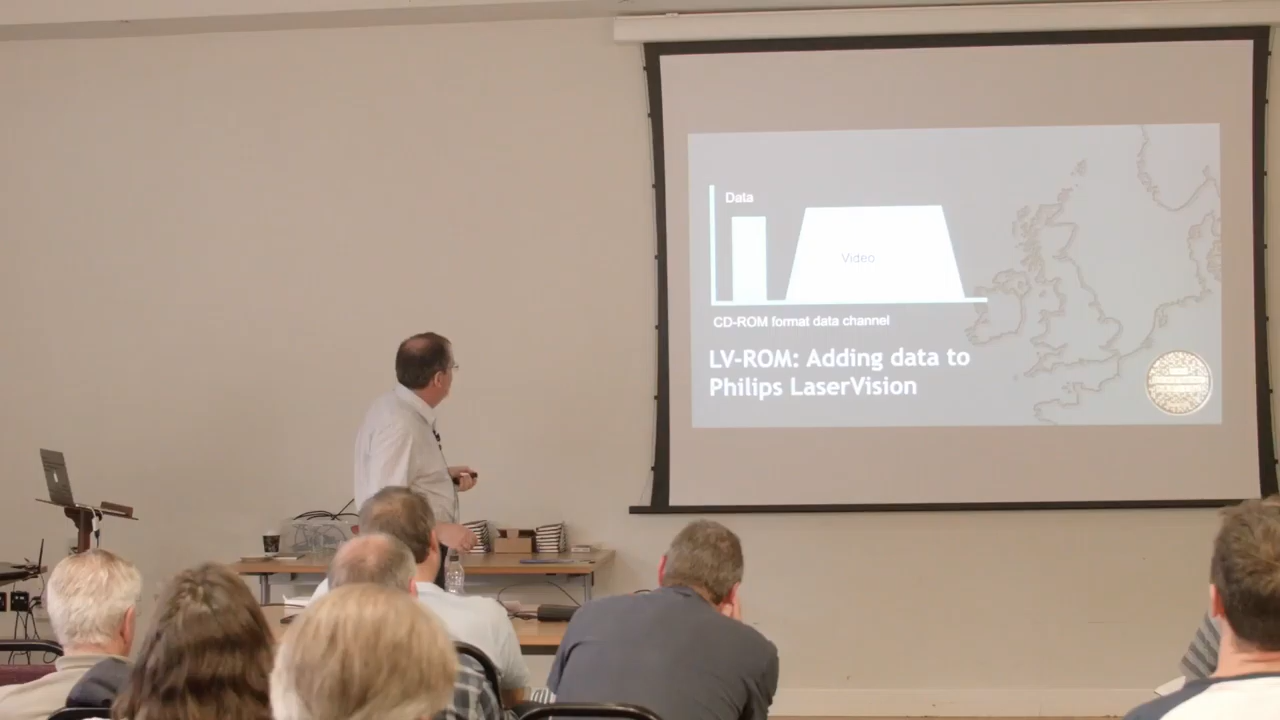 Data
Video
CD-ROM format data channel
LV-ROM: Adding data to
Philips LaserVision